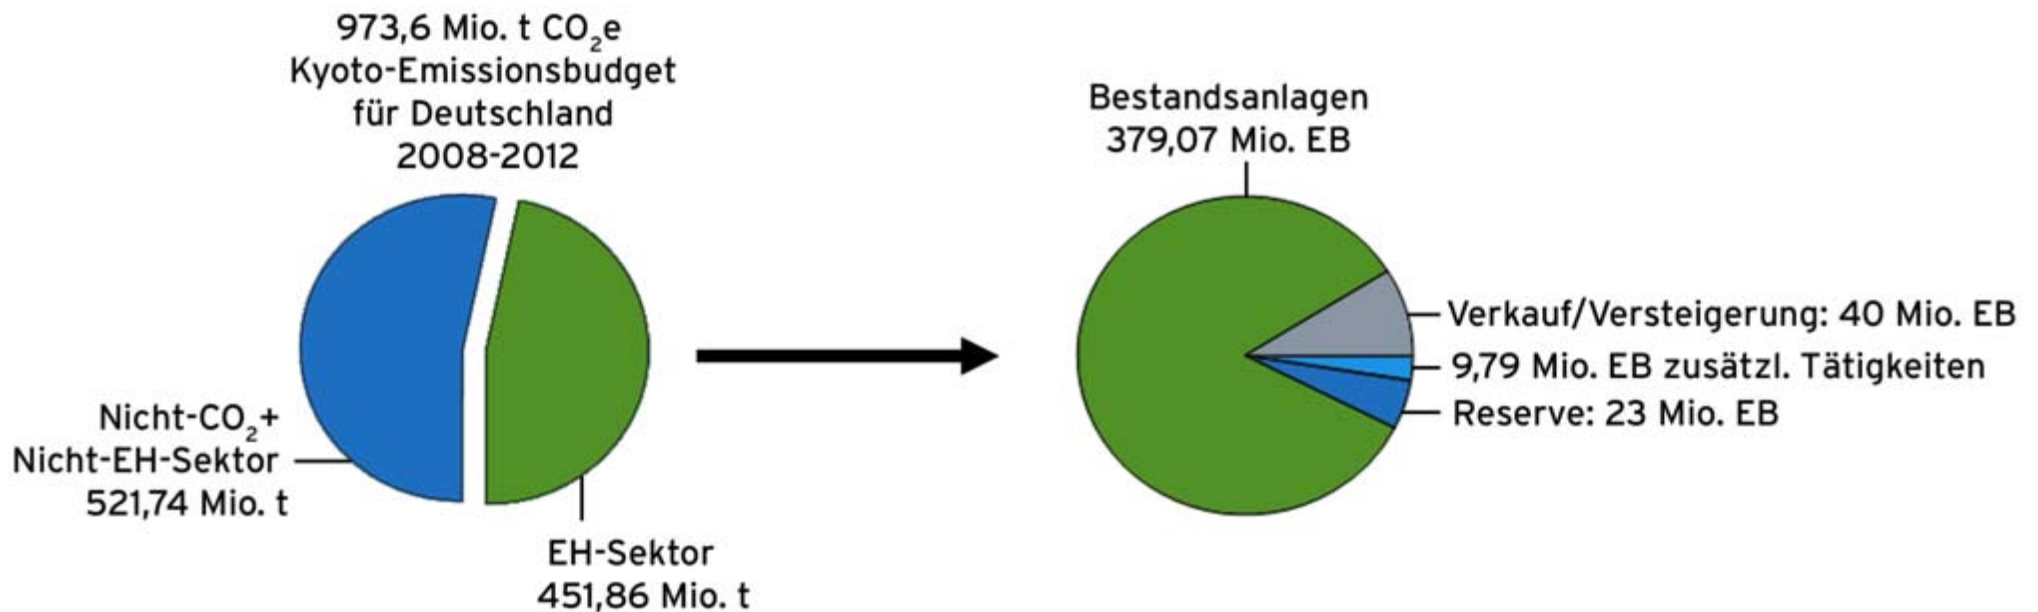 973,6 Mio. t CO₂e
Kyoto-Emissionsbudget
für Deutschland
2008-2012
Nicht-CO₂+
Nicht-EH-Sektor
521,74 Mio. t
EH-Sektor
451,86 Mio. t
Bestandsanlagen
379,07 Mio. EB
Verkauf/Versteigerung: 40 Mio. EB
9,79 Mio. EB zusätzl. Tätigkeiten
Reserve: 23 Mio. EB